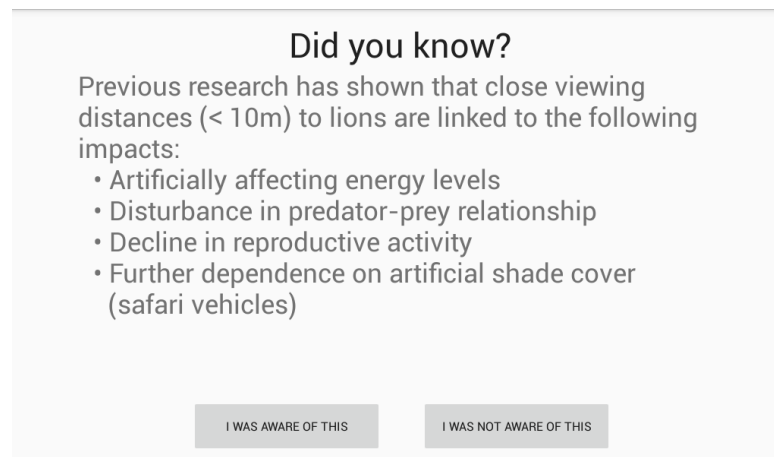 Did you know?
Previous research has shown that close viewing
distances (< 10m) to lions are linked to the following
impacts:
• Artificially affecting energy levels
• Disturbance in predator-prey relationship
• Decline in reproductive activity
• Further dependence on artificial shade cover
(safari vehicles)
I WAS AWARE OF THIS
I WAS NOT AWARE OF THIS